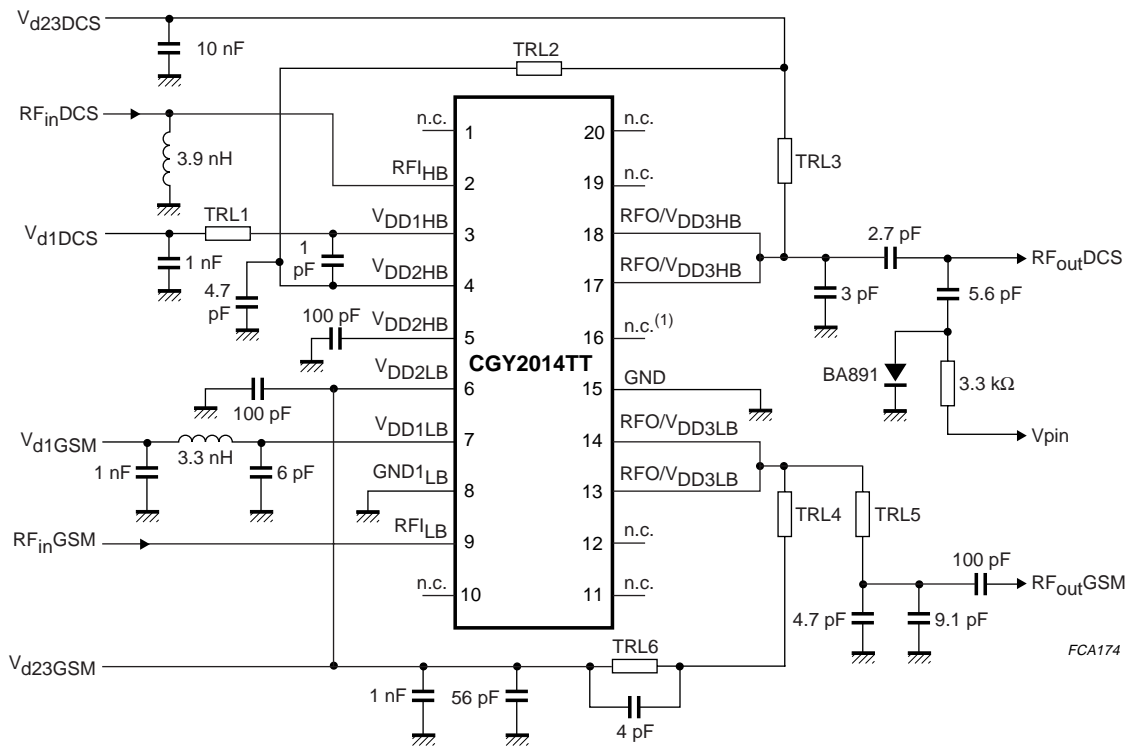 Vd23DCS
10 nF
TRL2
RFinDCS
3.9 nH
n.c.
1
20
n.c.
TRL3
RFIHB
2
19
n.c.
Vd1DCS
TRL1
VDD1HB
3
18
RFO/VDD3HB
2.7 pF
RFoutDCS
1 nF
1
pF
VDD2HB
4
17
RFO/VDD3HB
3 pF
5.6 pF
4.7
pF
100 pF
VDD2HB
5
16
n.c.(1)
CGY2014TT
BA891
3.3 kΩ
VDD2LB
6
15
GND
100 pF
Vpin
Vd1GSM
3.3 nH
VDD1LB
7
14
RFO/VDD3LB
1 nF
6 pF
GND1LB
8
13
RFO/VDD3LB
TRL4
TRL5
RFinGSM
RFILB
9
12
n.c.
100 pF
RFoutGSM
n.c.
10
11
n.c.
4.7 pF
9.1 pF
FCA174
Vd23GSM
TRL6
1 nF
56 pF
4 pF